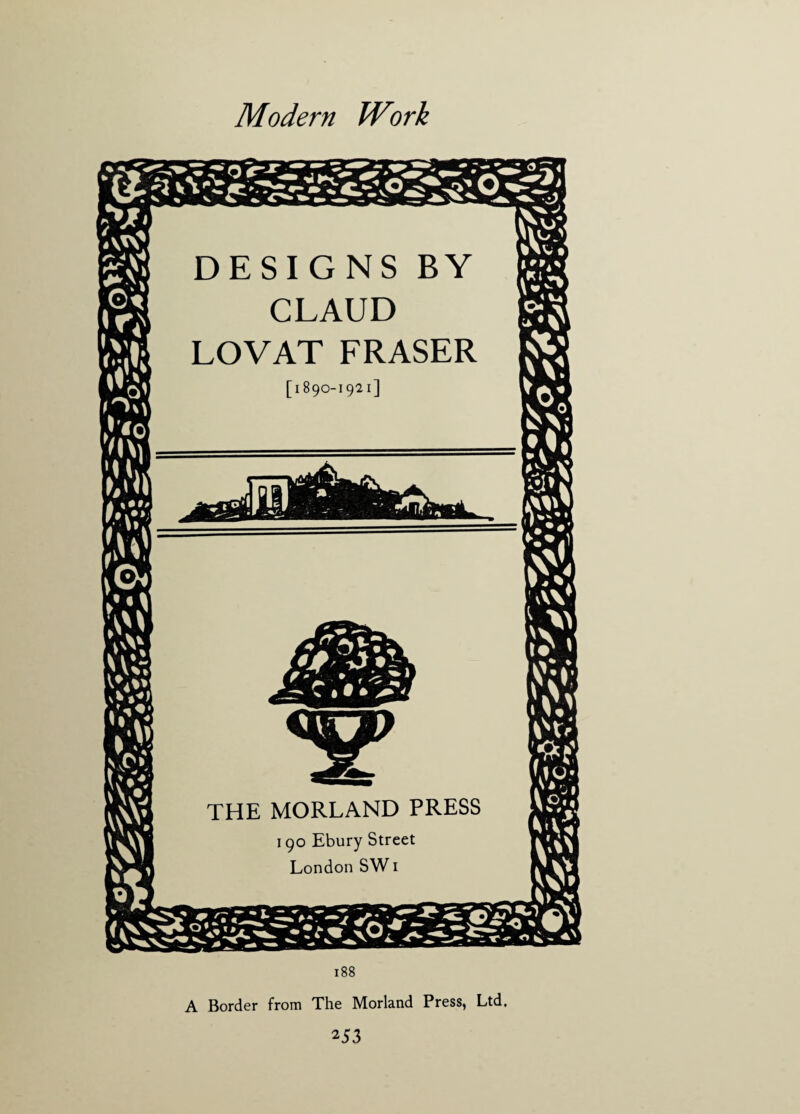 Modern Work
DESIGNS BY
CLAUD
LOVAT FRASER
[1890-1921]
THE MORLAND PRESS
190 Ebury Street
London SW1
188
A Border from The Morland Press, Ltd.
253